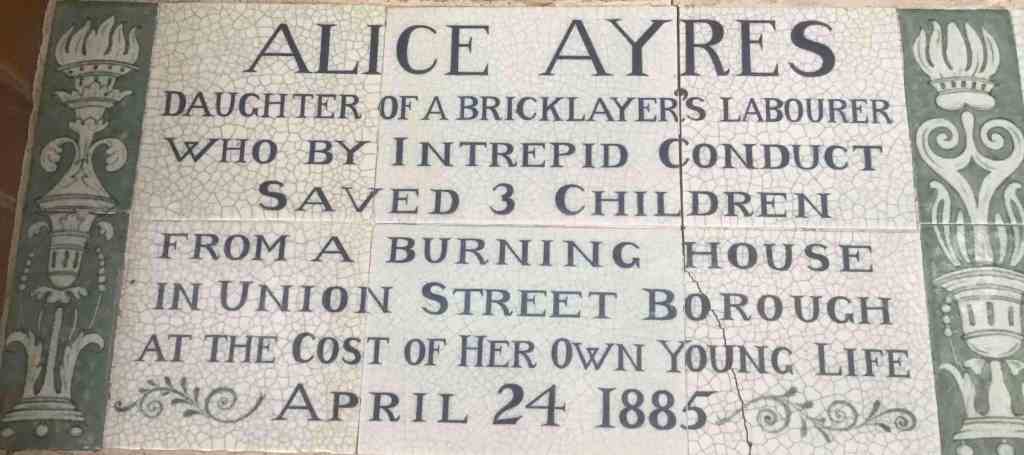 ALICE AYRES
DAUGHTER OF A BRICKLAYER'S LABOURER
WHO BY INTREPID CONDUCT
SAVED 3 CHILDREN
FROM A BURNING HOUSE
IN UNION STREET BOROUGH
AT THE COST OF HER OWN YOUNG LIFE
APRIL 24 1885